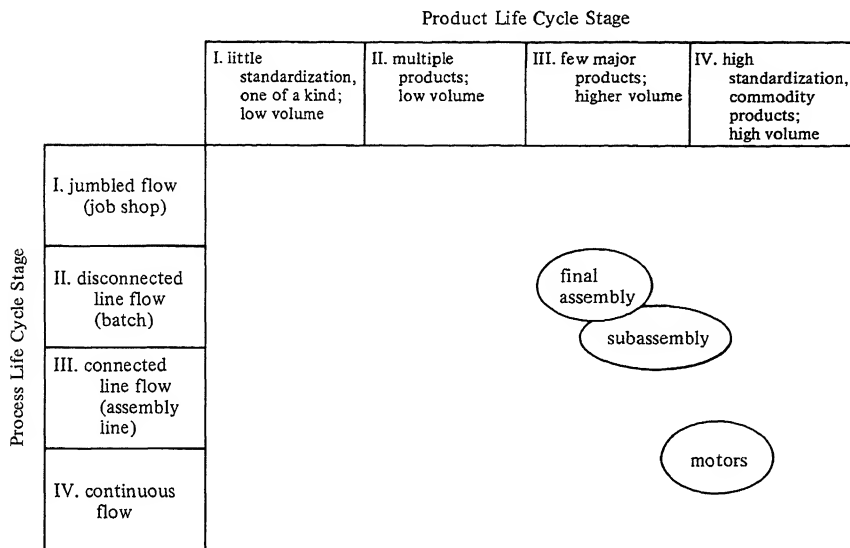 Product Life Cycle Stage
I. little
standardization,
one of a kind;
low volume
II. multiple
products;
low volume
III. few major
products;
higher volume
IV. high
standardization,
commodity
products;
high volume
Process Life Cycle Stage
I. jumbled flow
(job shop)
II. disconnected
line flow
(batch)
III. connected
line flow
(assembly
line)
IV. continuous
flow
final
assembly
subassembly
motors